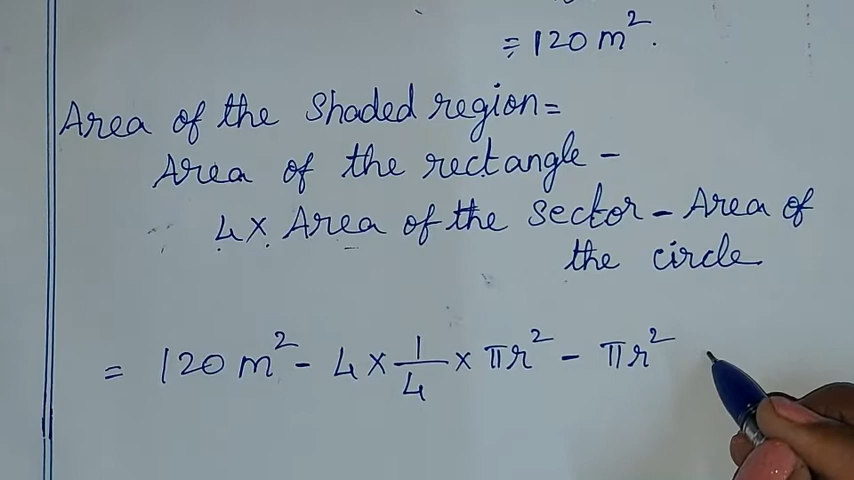 = 120 m².
Area of the shaded region =
Area of the rectangle -
4 × Area of the sector - Area of
the circle
= 120 m² - 4 × 1/4 × πr² - πr²